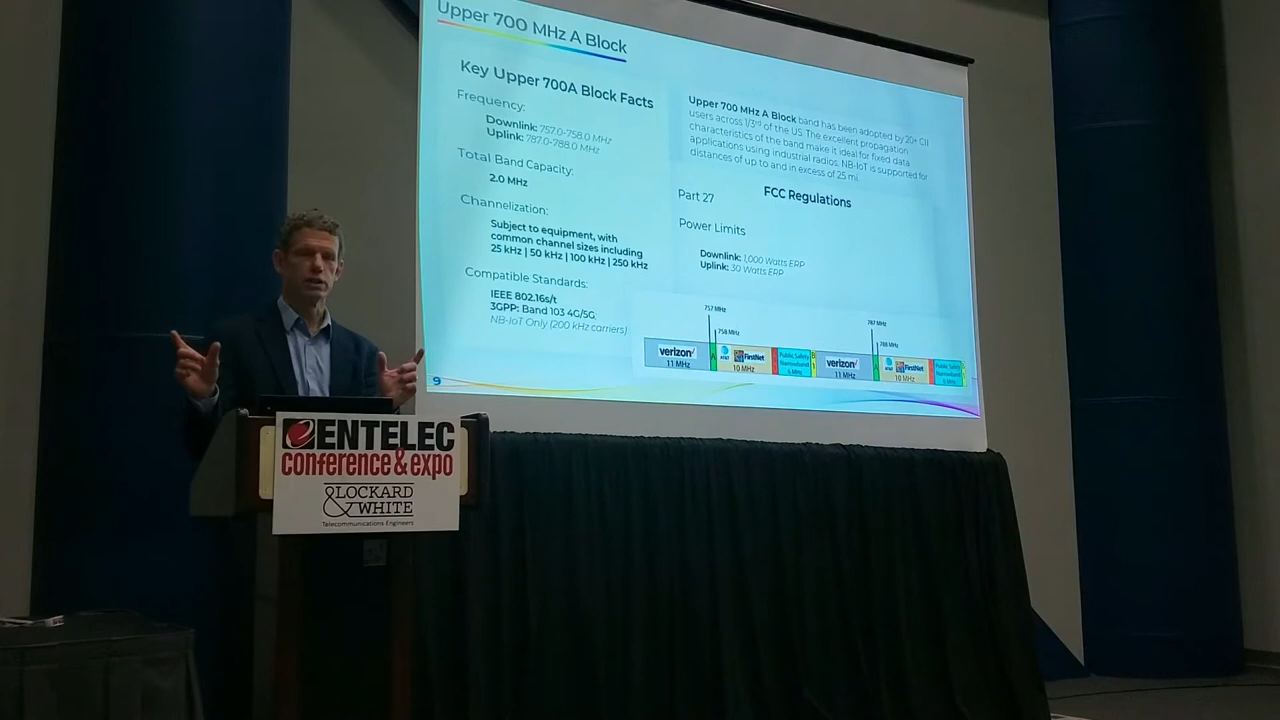 Upper 700 MHz A Block
Key Upper 700A Block Facts
Frequency:
Downlink: 757.0-758.0 MHz
Uplink: 787.0-788.0 MHz
Total Band Capacity:
2.0 MHz
Channelization:
Subject to equipment, with
common channel sizes including
25 kHz | 50 kHz | 100 kHz | 250 kHz
Compatible Standards:
IEEE 802.16s/t
3GPP: Band 103 4G/5G
NB-IoT Only (200 kHz carriers)
Upper 700 MHz A Block band has been adopted by 20+ CII
users across 1/3rd of the US. The excellent propagation
characteristics of the band make it ideal for fixed data
applications using industrial radios. NB-IoT is supported for
distances of up to and in excess of 25 mi.
FCC Regulations
Part 27
Power Limits
Downlink: 1,000 Watts ERP
Uplink: 30 Watts ERP
757 MHz
758 MHz
787 MHz
788 MHz
verizon
11 MHz
A
AT&T
FirstNet
10 MHz
Public Safety
Narrowband
6 MHz
verizon
11 MHz
A
FirstNet
10 MHz
Public Safety
Narrowband
6 MHz
9
ENTELEC
conference & expo
LOCKARD
& WHITE
Telecommunications Engineers